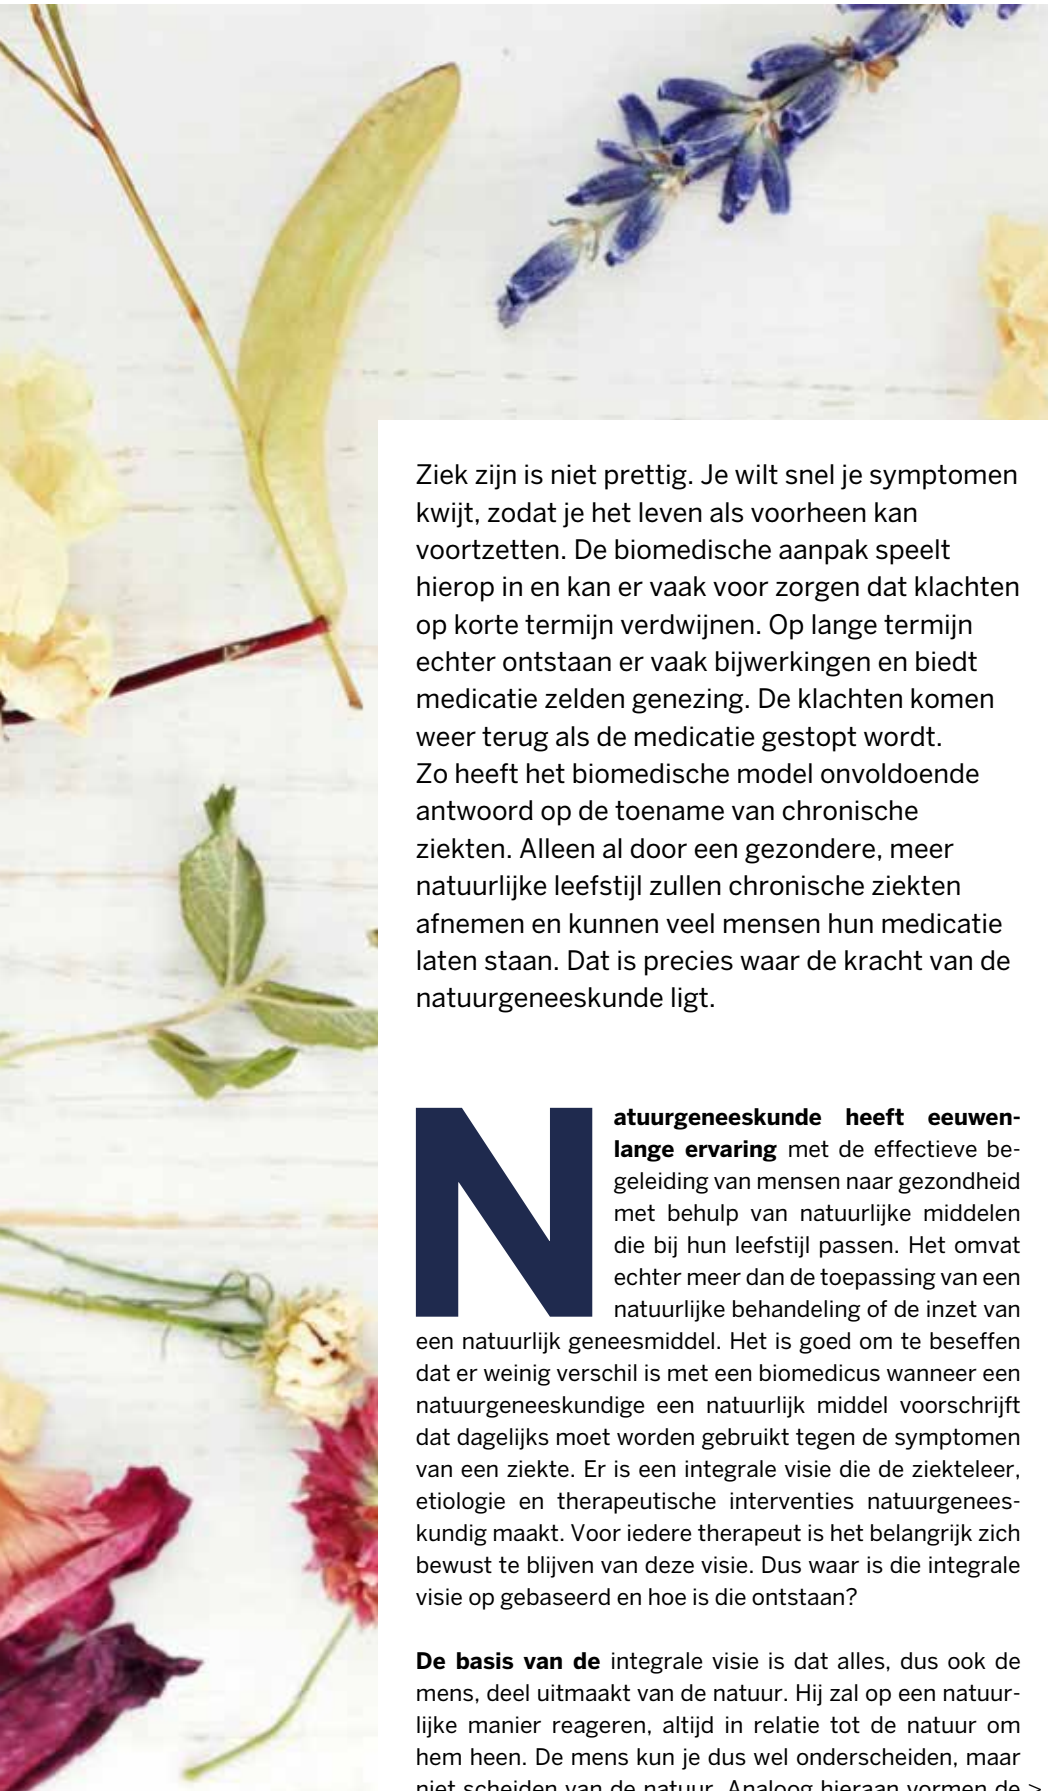 Ziek zijn is niet prettig. Je wilt snel je symptomen
kwijt, zodat je het leven als voorheen kan
voortzetten. De biomedische aanpak speelt
hierop in en kan er vaak voor zorgen dat klachten
op korte termijn verdwijnen. Op lange termijn
echter ontstaan er vaak bijwerkingen en biedt
medicatie zelden genezing. De klachten komen
weer terug als de medicatie gestopt wordt.
Zo heeft het biomedische model onvoldoende
antwoord op de toename van chronische
ziekten. Alleen al door een gezondere, meer
natuurlijke leefstijl zullen chronische ziekten
afnemen en kunnen veel mensen hun medicatie
laten staan. Dat is precies waar de kracht van de
natuurgeneeskunde ligt.
Natuurgeneeskunde heeft eeuwen-
lange ervaring met de effectieve be-
geleiding van mensen naar gezondheid
met behulp van natuurlijke middelen
die bij hun leefstijl passen. Het omvat
echter meer dan de toepassing van een
natuurlijke behandeling of de inzet van
een natuurlijk geneesmiddel. Het is goed om te beseffen
dat er weinig verschil is met een biomedicus wanneer een
natuurgeneeskundige een natuurlijk middel voorschrijft
dat dagelijks moet worden gebruikt tegen de symptomen
van een ziekte. Er is een integrale visie die de ziekteleer,
etiologie en therapeutische interventies natuurgenees-
kundig maakt. Voor iedere therapeut is het belangrijk zich
bewust te blijven van deze visie. Dus waar is die integrale
visie op gebaseerd en hoe is die ontstaan?
De basis van de integrale visie is dat alles, dus ook de
mens, deel uitmaakt van de natuur. Hij zal op een natuur-
lijke manier reageren, altijd in relatie tot de natuur om
hem heen. De mens kun je dus wel onderscheiden, maar
niet scheiden van de natuur. Analoog hieraan vormen de >